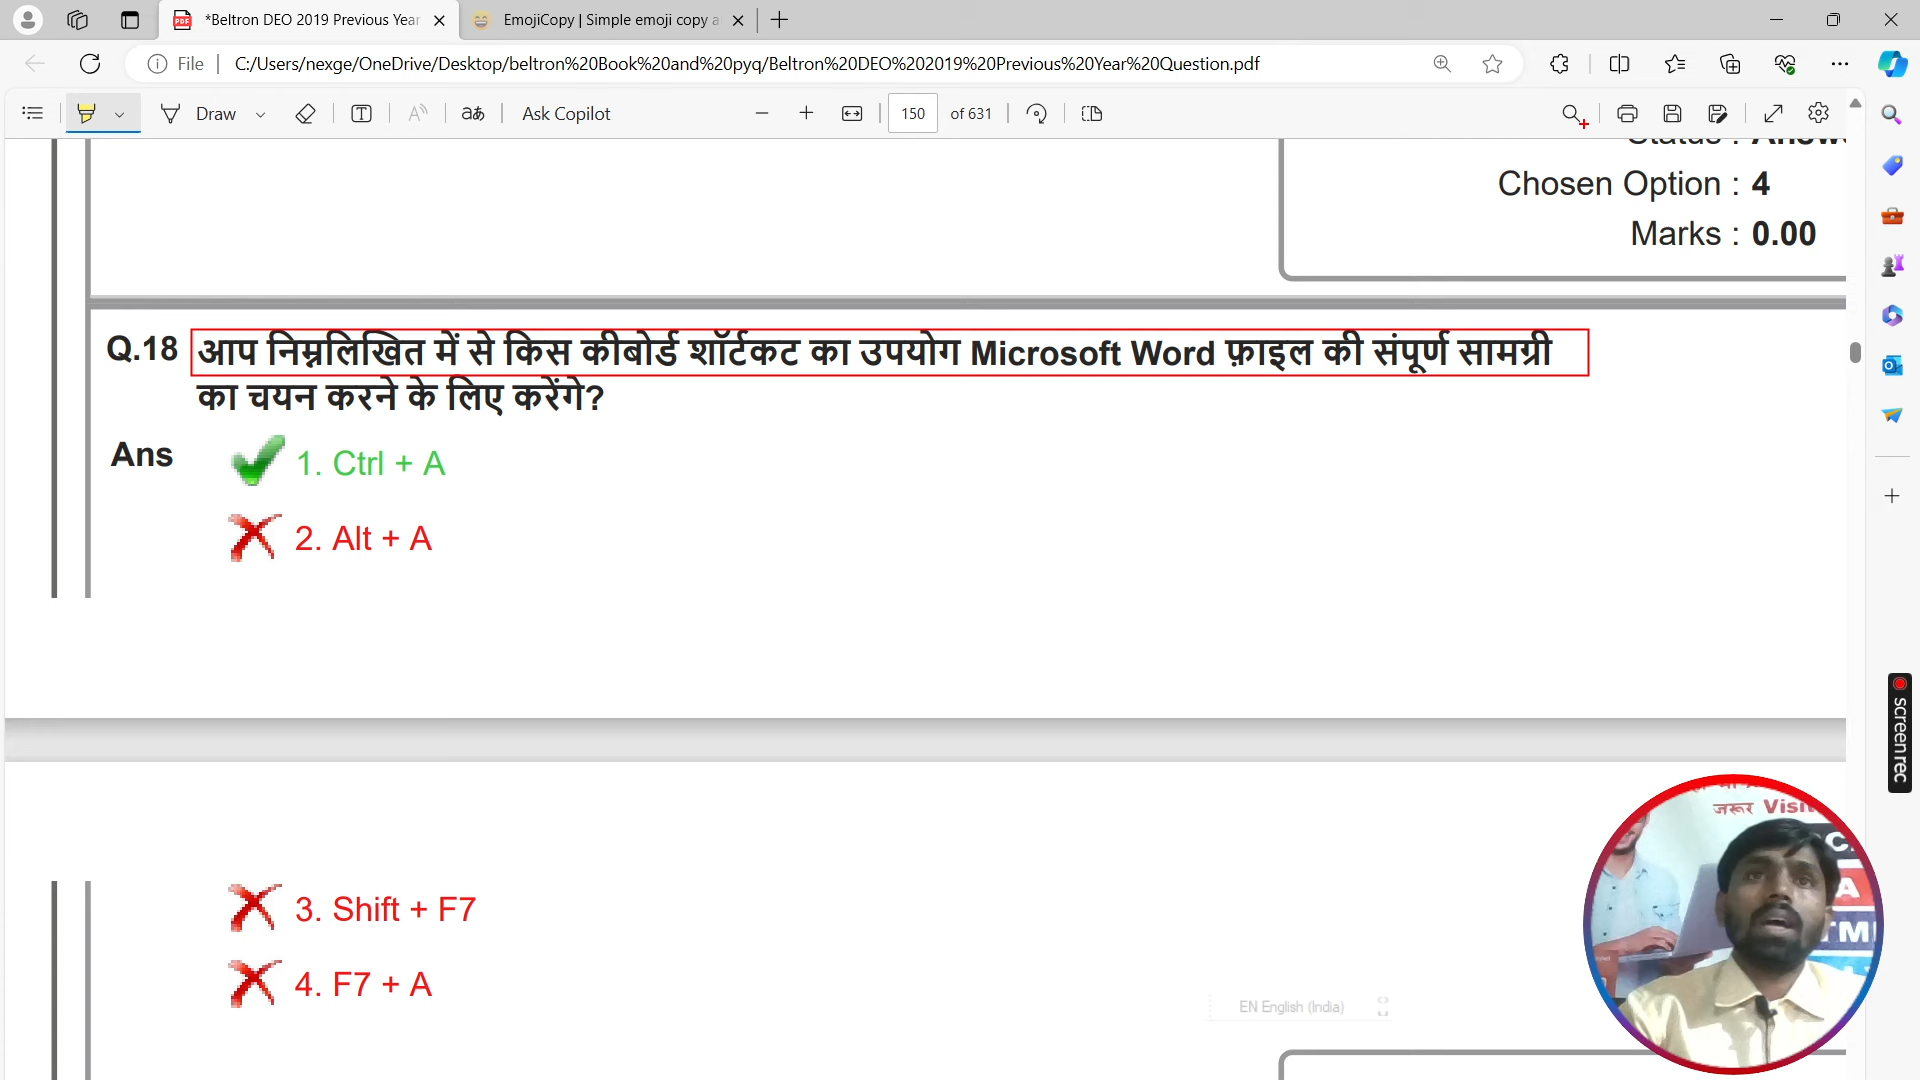 *Beltron DEO 2019 Previous Year
EmojiCopy | Simple emoji copy a
File
C:/Users/nexge/OneDrive/Desktop/beltron%20Book%20and%20pyq/Beltron%20DEO%202019%20Previous%20Year%20Question.pdf
Draw
aあ
Ask Copilot
150 of 631
Chosen Option : 4
Marks : 0.00
Q.18 आप निम्नलिखित में से किस कीबोर्ड शॉर्टकट का उपयोग Microsoft Word फ़ाइल की संपूर्ण सामग्री
का चयन करने के लिए करेंगे?
Ans
1. Ctrl + A
2. Alt + A
3. Shift + F7
4. F7 + A
EN English (India)
screenrec
जरूर Visit